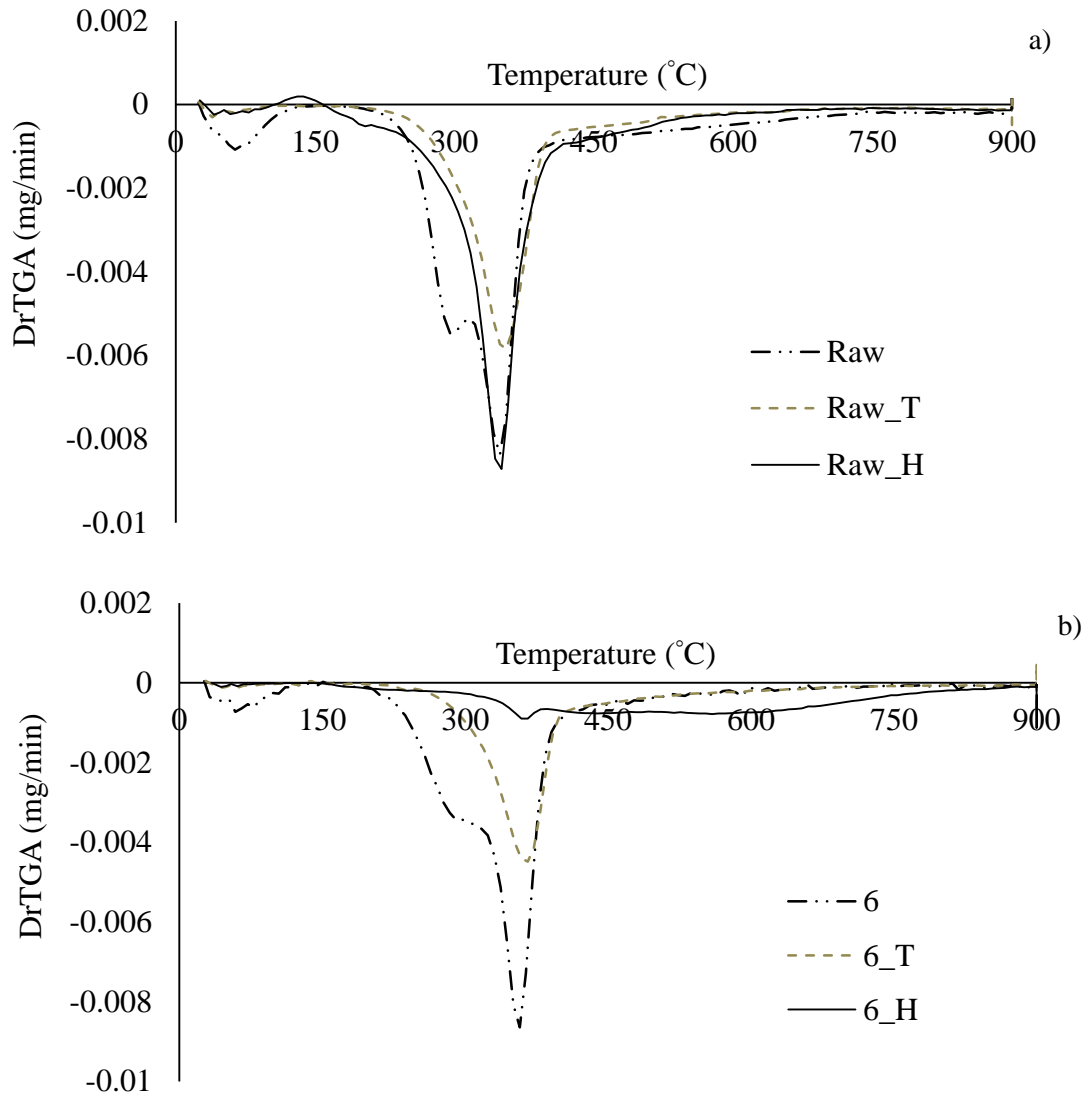 0.002
a)
Temperature (°C)
0
0 150 300 450 600 750 900
-0.002
-0.004
-0.006
-0.008
-0.01
DrTGA (mg/min)
Raw
Raw_T
Raw_H
0.002
b)
Temperature (°C)
0
0 150 300 450 600 750 900
-0.002
-0.004
-0.006
-0.008
-0.01
DrTGA (mg/min)
6
6_T
6_H